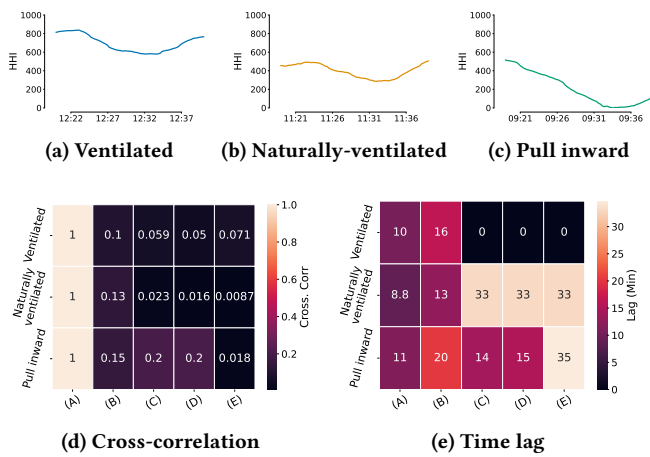 1000
800
600
400
200
0
HHI
12:22 12:27 12:32 12:37
(a) Ventilated
1000
800
600
400
200
0
HHI
11:21 11:26 11:31 11:36
(b) Naturally-ventilated
1000
800
600
400
200
0
HHI
09:21 09:26 09:31 09:36
(c) Pull inward
Ventilated
1 0.1 0.059 0.05 0.071
Naturally
ventilated
1 0.13 0.023 0.016 0.0087
Pull inward
1 0.15 0.2 0.2 0.018
(A) (B) (C) (D) (E)
1.0
0.8
0.6
0.4
0.2
Cross. Corr
(d) Cross-correlation
Ventilated
10 16 0 0 0
Naturally
ventilated
8.8 13 33 33 33
Pull inward
11 20 14 15 35
(A) (B) (C) (D) (E)
30
25
20
15
10
5
0
Lag (Min)
(e) Time lag